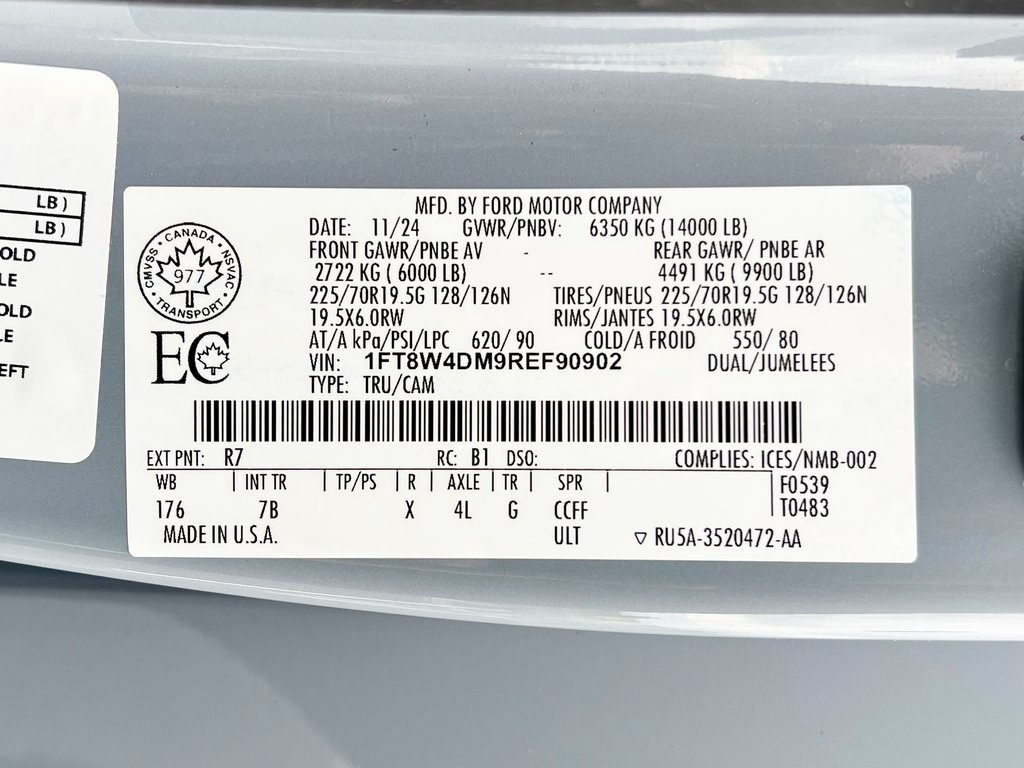 LB )
LB )
OLD
LE
OLD
LE
EFT
MFD. BY FORD MOTOR COMPANY
DATE: 11/24 GVWR/PNBV: 6350 KG (14000 LB)
FRONT GAWR/PNBE AV - REAR GAWR/ PNBE AR
2722 KG ( 6000 LB) -- 4491 KG ( 9900 LB)
225/70R19.5G 128/126N TIRES/PNEUS 225/70R19.5G 128/126N
19.5X6.0RW RIMS/JANTES 19.5X6.0RW
AT/A kPa/PSI/LPC 620/ 90 COLD/A FROID 550/ 80
VIN: 1FT8W4DM9REF90902 DUAL/JUMELEES
TYPE: TRU/CAM
CMVSS • CANADA • NSVAC • TRANSPORT •
977
EC
EXT PNT: R7 RC: B1 DSO: COMPLIES: ICES/NMB-002
WB | INT TR | TP/PS | R | AXLE | TR | SPR | F0539
176 7B X 4L G CCFF T0483
MADE IN U.S.A. ULT ▽ RU5A-3520472-AA